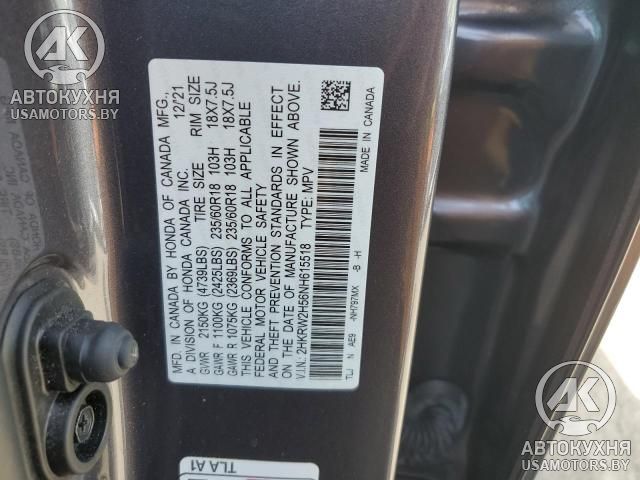 MFD. IN CANADA BY HONDA OF CANADA MFG.,
A DIVISION OF HONDA CANADA INC. 12/21
GVWR 2150KG (4739LBS) TIRE SIZE RIM SIZE
GAWR F 1100KG (2425LBS) 235/60R18 103H 18X7.5J
GAWR R 1075KG (2369LBS) 235/60R18 103H 18X7.5J
THIS VEHICLE CONFORMS TO ALL APPLICABLE
FEDERAL MOTOR VEHICLE SAFETY
AND THEFT PREVENTION STANDARDS IN EFFECT
ON THE DATE OF MANUFACTURE SHOWN ABOVE.
V.I.N.: 2HKRW2H56NH615518 TYPE: MPV
TLJ N AE9 -NH797MX -B -H MADE IN CANADA
TLA A1
АК
АВТОКУХНЯ
USAMOTORS.BY
АК
АВТОКУХНЯ
USAMOTORS.BY